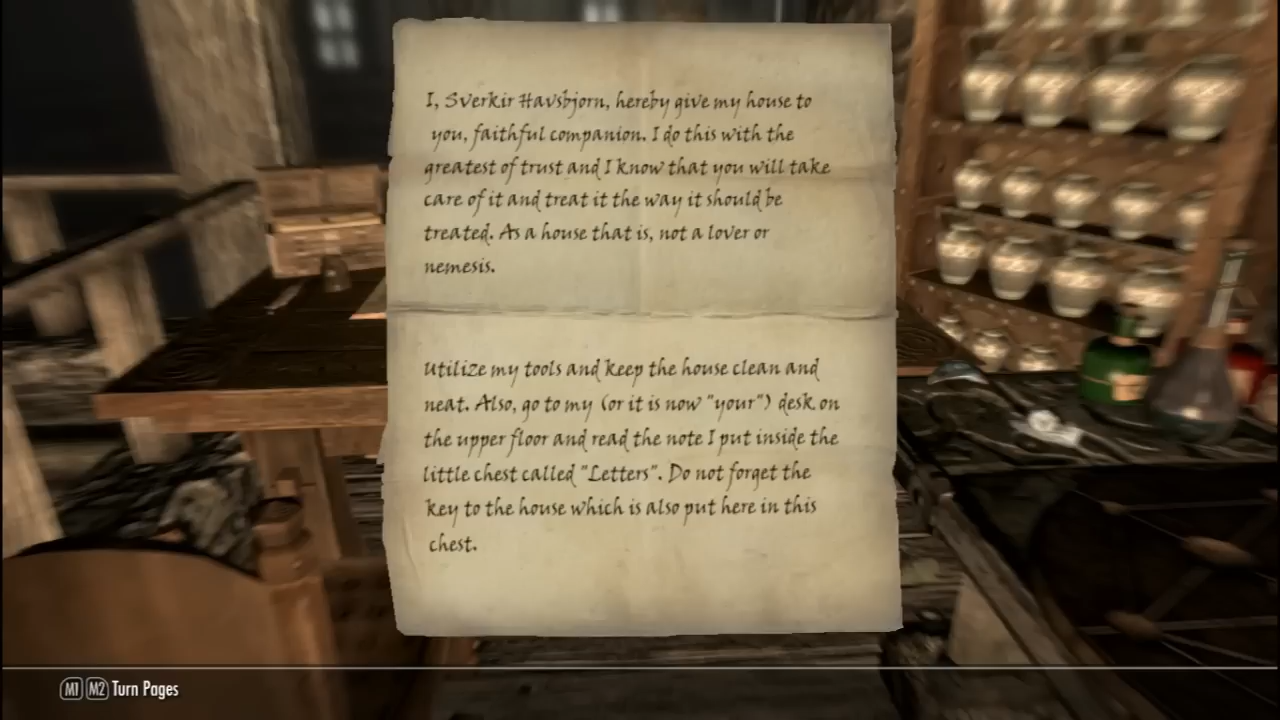 I, Sverkir Havsbjorn, hereby give my house to
you, faithful companion. I do this with the
greatest of trust and I know that you will take
care of it and treat it the way it should be
treated. As a house that is, not a lover or
nemesis.
Utilize my tools and keep the house clean and
neat. Also, go to my (or it is now "your") desk on
the upper floor and read the note I put inside the
little chest called "Letters". Do not forget the
key to the house which is also put here in this
chest.
M1 M2 Turn Pages